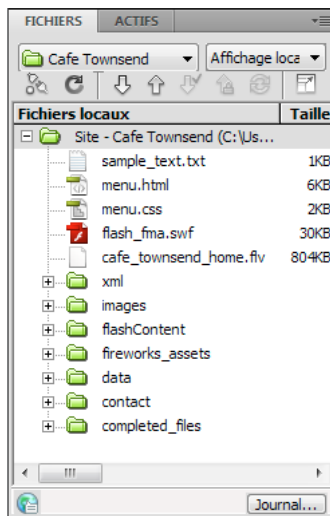 FICHIERS ACTIFS
Cafe Townsend Affichage loca
Fichiers locaux Taille
Site - Cafe Townsend (C:\Us...
sample_text.txt 1KB
menu.html 6KB
menu.css 2KB
flash_fma.swf 30KB
cafe_townsend_home.flv 804KB
xml
images
flashContent
fireworks_assets
data
contact
completed_files
Journal...